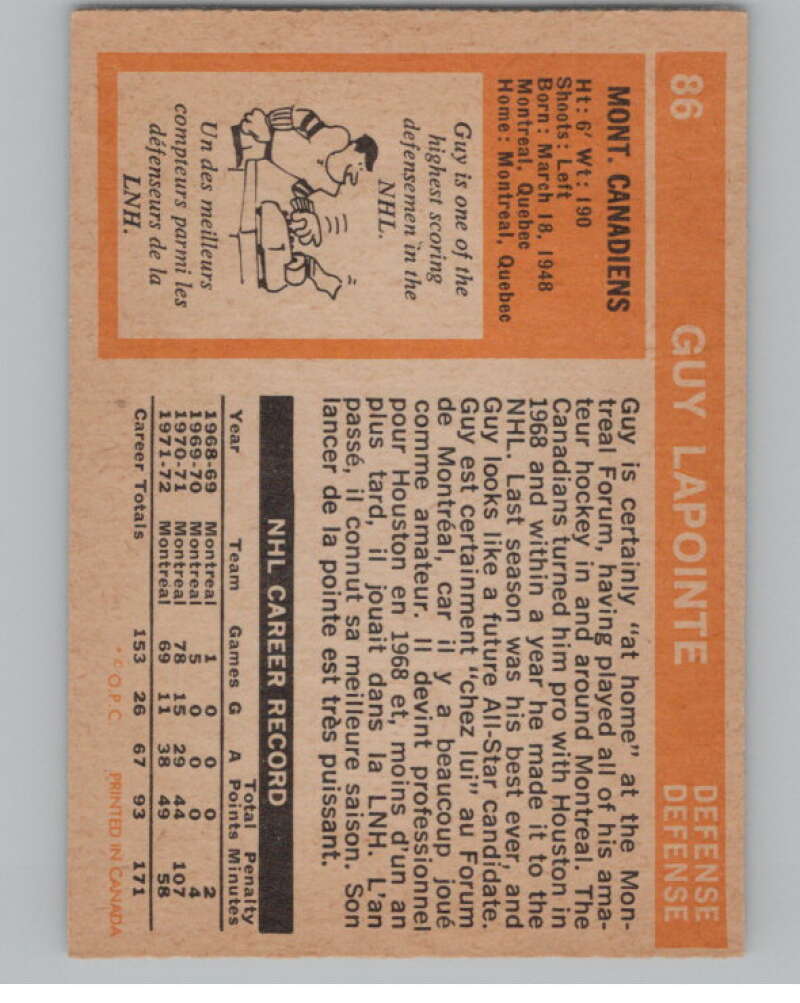 86 GUY LAPOINTE DEFENSE
DEFENSE
MONT. CANADIENS
Ht: 6' Wt: 190
Shoots: Left
Born: March 18, 1948
Montreal, Quebec
Home: Montreal, Quebec
Guy is one of the
highest scoring
defensemen in the
NHL.
Un des meilleurs
compteurs parmi les
défenseurs de la
LNH.
Guy is certainly "at home" at the Mon-
treal Forum, having played all of his ama-
teur hockey in and around Montreal. The
Canadians turned him pro with Houston in
1968 and within a year he made it to the
NHL. Last season was his best ever, and
Guy looks like a future All-Star candidate.
Guy est certainment "chez lui" au Forum
de Montréal, car il y a beaucoup joué
comme amateur. Il devint professionnel
pour Houston en 1968 et, moins d'un an
plus tard, il jouait dans la LNH. L'an
passé, il connut sa meilleure saison. Son
lancer de la pointe est très puissant.
NHL CAREER RECORD
Total Penalty
Year Team Games G A Points Minutes
1968-69 Montreal 1 0 0 0 2
1969-70 Montreal 5 0 0 0 4
1970-71 Montreal 78 15 29 44 107
1971-72 Montreal 69 11 38 49 58
Career Totals 153 26 67 93 171
* © O.P.C. PRINTED IN CANADA